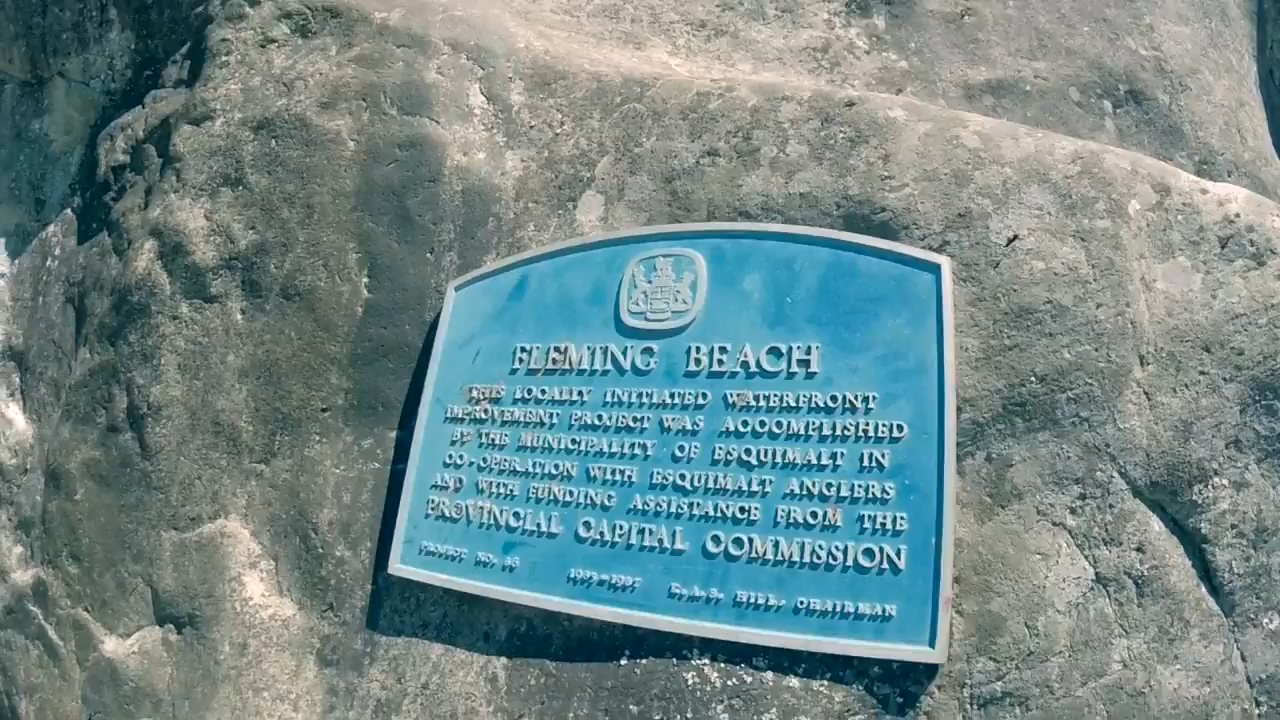 FLEMING BEACH
THIS LOCALLY INITIATED WATERFRONT
IMPROVEMENT PROJECT WAS ACCOMPLISHED
BY THE MUNICIPALITY OF ESQUIMALT IN
CO-OPERATION WITH ESQUIMALT ANGLERS
AND WITH FUNDING ASSISTANCE FROM THE
PROVINCIAL CAPITAL COMMISSION
PROJECT NO.
HILL, CHAIRMAN